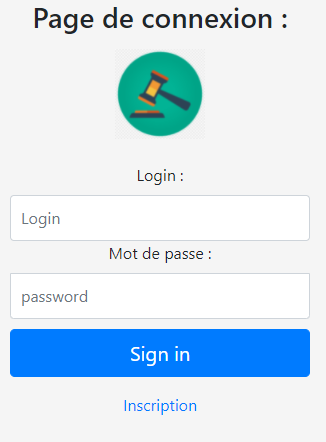 Page de connexion :
Login :
Login
Mot de passe :
password
Sign in
Inscription